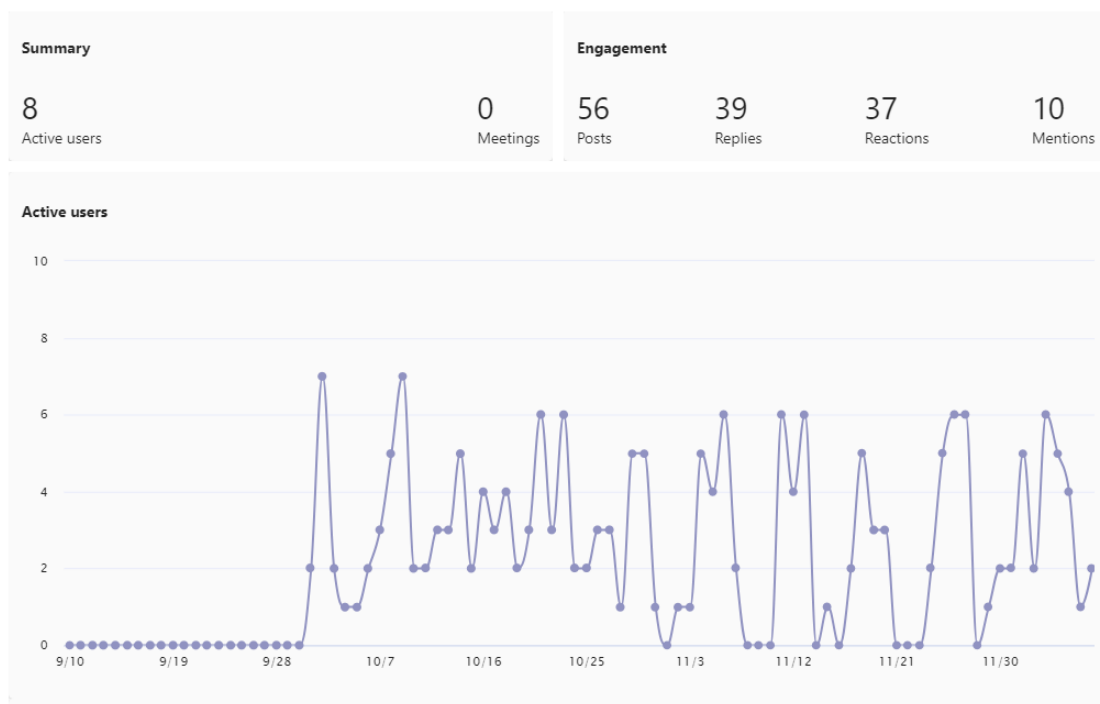 Summary
8
Active users
0
Meetings
Engagement
56
Posts
39
Replies
37
Reactions
10
Mentions
Active users
10
8
6
4
2
0
9/10 9/19 9/28 10/7 10/16 10/25 11/3 11/12 11/21 11/30